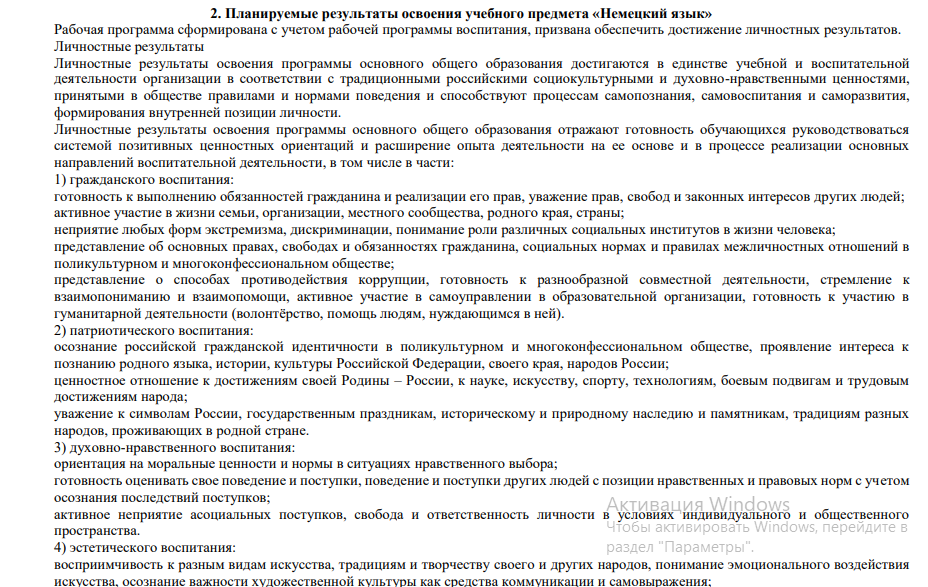 2. Планируемые результаты освоения учебного предмета «Немецкий язык»
Рабочая программа сформирована с учетом рабочей программы воспитания, призвана обеспечить достижение личностных результатов.
Личностные результаты
Личностные результаты освоения программы основного общего образования достигаются в единстве учебной и воспитательной
деятельности организации в соответствии с традиционными российскими социокультурными и духовно-нравственными ценностями,
принятыми в обществе правилами и нормами поведения и способствуют процессам самопознания, самовоспитания и саморазвития,
формирования внутренней позиции личности.
Личностные результаты освоения программы основного общего образования отражают готовность обучающихся руководствоваться
системой позитивных ценностных ориентаций и расширение опыта деятельности на ее основе и в процессе реализации основных
направлений воспитательной деятельности, в том числе в части:
1) гражданского воспитания:
готовность к выполнению обязанностей гражданина и реализации его прав, уважение прав, свобод и законных интересов других людей;
активное участие в жизни семьи, организации, местного сообщества, родного края, страны;
неприятие любых форм экстремизма, дискриминации, понимание роли различных социальных институтов в жизни человека;
представление об основных правах, свободах и обязанностях гражданина, социальных нормах и правилах межличностных отношений в
поликультурном и многоконфессиональном обществе;
представление о способах противодействия коррупции, готовность к разнообразной совместной деятельности, стремление к
взаимопониманию и взаимопомощи, активное участие в самоуправлении в образовательной организации, готовность к участию в
гуманитарной деятельности (волонтёрство, помощь людям, нуждающимся в ней).
2) патриотического воспитания:
осознание российской гражданской идентичности в поликультурном и многоконфессиональном обществе, проявление интереса к
познанию родного языка, истории, культуры Российской Федерации, своего края, народов России;
ценностное отношение к достижениям своей Родины – России, к науке, искусству, спорту, технологиям, боевым подвигам и трудовым
достижениям народа;
уважение к символам России, государственным праздникам, историческому и природному наследию и памятникам, традициям разных
народов, проживающих в родной стране.
3) духовно-нравственного воспитания:
ориентация на моральные ценности и нормы в ситуациях нравственного выбора;
готовность оценивать свое поведение и поступки, поведение и поступки других людей с позиции нравственных и правовых норм с учетом
осознания последствий поступков;
активное неприятие асоциальных поступков, свобода и ответственность личности в условиях индивидуального и общественного
пространства.
4) эстетического воспитания:
восприимчивость к разным видам искусства, традициям и творчеству своего и других народов, понимание эмоционального воздействия
искусства, осознание важности художественной культуры как средства коммуникации и самовыражения;
Активация Windows
Чтобы активировать Windows, перейдите в
раздел "Параметры".